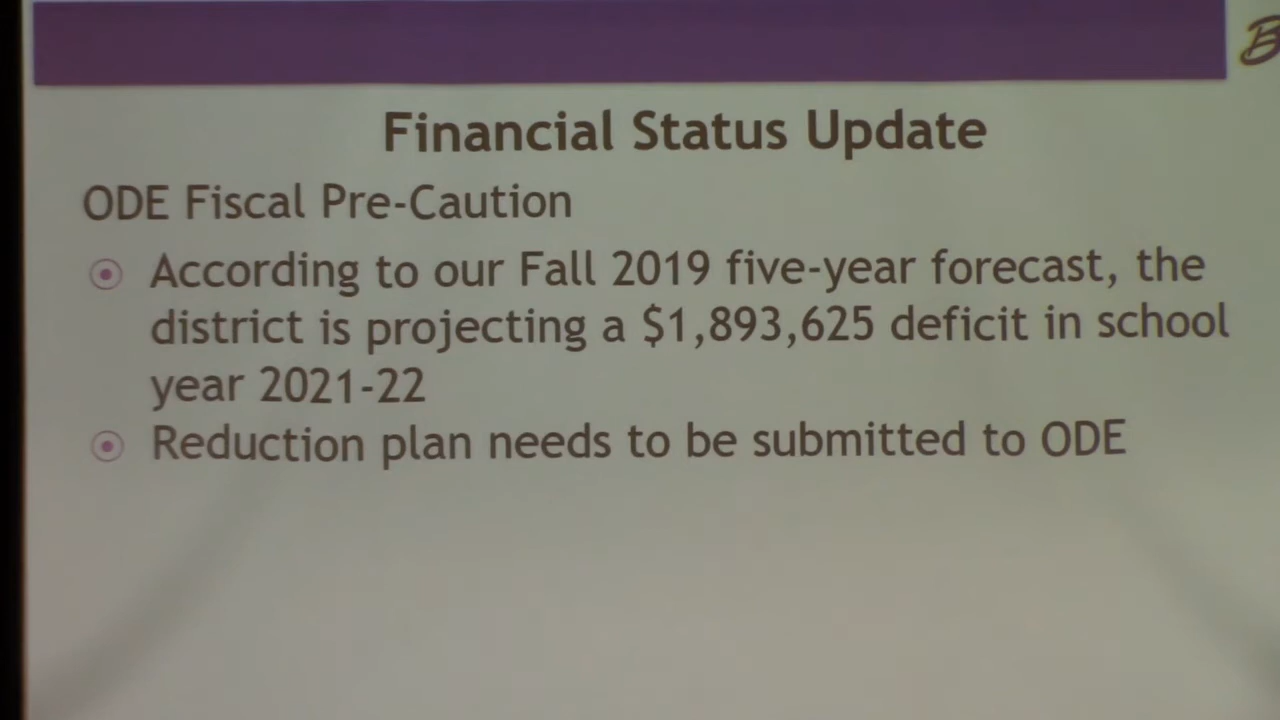 B
Financial Status Update
ODE Fiscal Pre-Caution
According to our Fall 2019 five-year forecast, the
district is projecting a $1,893,625 deficit in school
year 2021-22
Reduction plan needs to be submitted to ODE